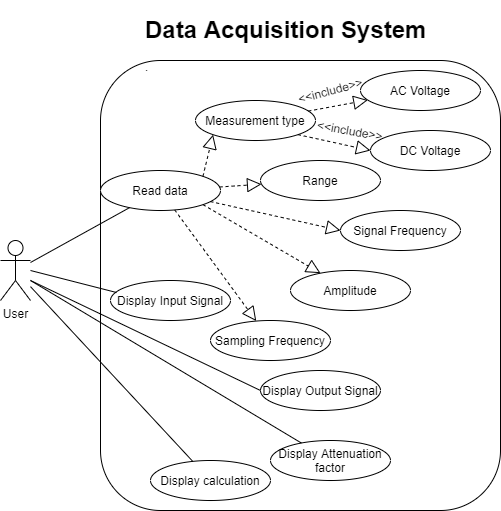 Data Acquisition System
<<include>>
AC Voltage
Measurement type
<<include>>
DC Voltage
Read data
Range
Signal Frequency
Amplitude
Display Input Signal
User
Sampling Frequency
Display Output Signal
Display Attenuation
factor
Display calculation